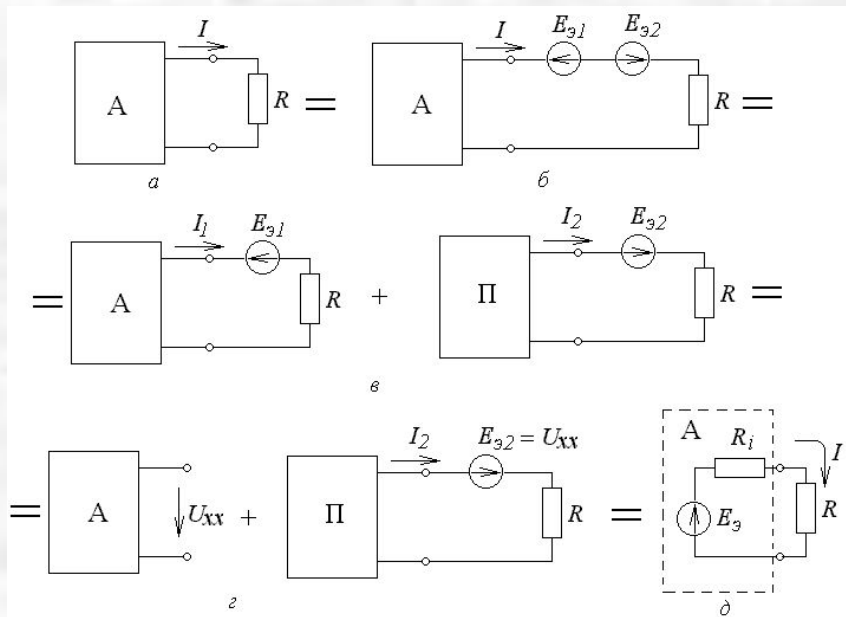 I I Eэ1 Eэ2
А R = А R =
а б
I1 Eэ1 I2 Eэ2
= А R + П R =
в
I2 Eэ2 = Uxx А Ri I
= А Uxx + П R = Eэ R
г д